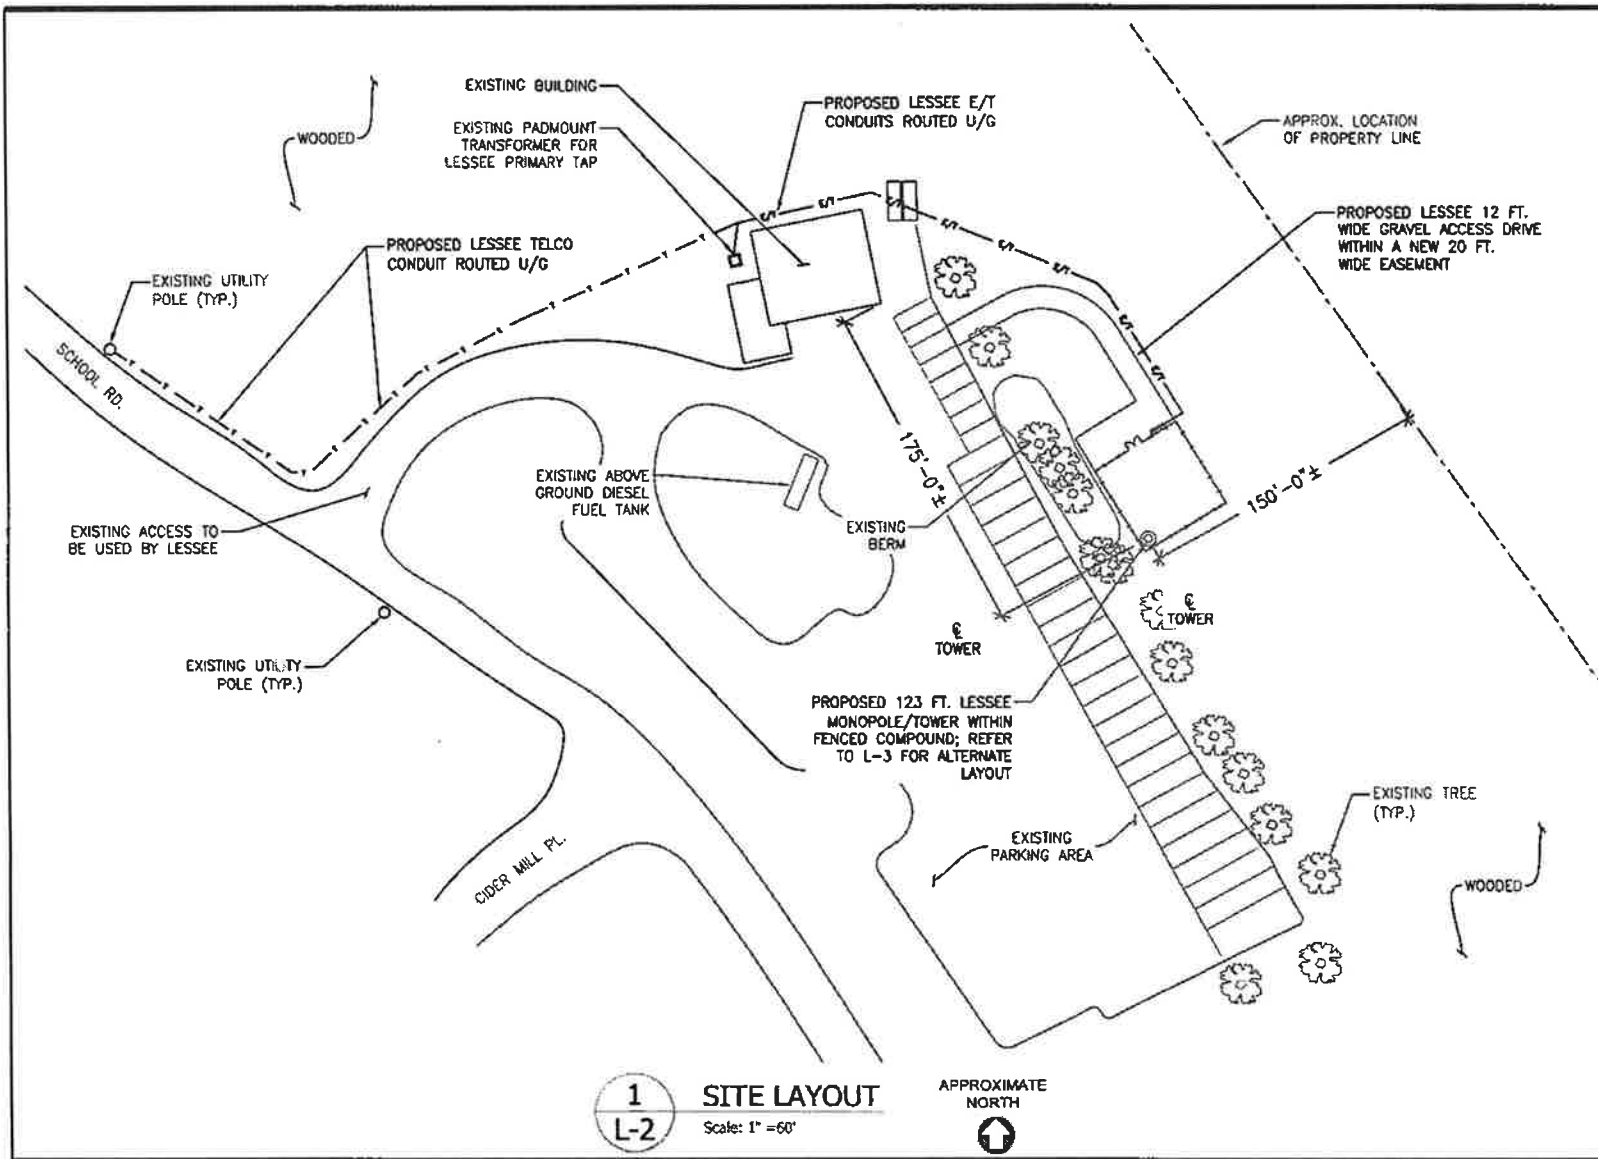 EXISTING BUILDING
PROPOSED LESSEE E/T
CONDUITS ROUTED U/G
APPROX. LOCATION
OF PROPERTY LINE
WOODED
EXISTING PADMOUNT
TRANSFORMER FOR
LESSEE PRIMARY TAP
PROPOSED LESSEE 12 FT.
WIDE GRAVEL ACCESS DRIVE
WITHIN A NEW 20 FT.
WIDE EASEMENT
PROPOSED LESSEE TELCO
CONDUIT ROUTED U/G
EXISTING UTILITY
POLE (TYP.)
SCHOOL RD.
175'-0"±
150'-0"±
EXISTING ABOVE
GROUND DIESEL
FUEL TANK
EXISTING
BERM
EXISTING ACCESS TO
BE USED BY LESSEE
℄
TOWER
℄
TOWER
EXISTING UTILITY
POLE (TYP.)
PROPOSED 123 FT. LESSEE
MONOPOLE/TOWER WITHIN
FENCED COMPOUND; REFER
TO L-3 FOR ALTERNATE
LAYOUT
EXISTING TREE
(TYP.)
EXISTING
PARKING AREA
CIDER MILL PL.
WOODED
1
L-2
SITE LAYOUT
Scale: 1" =60'
APPROXIMATE
NORTH